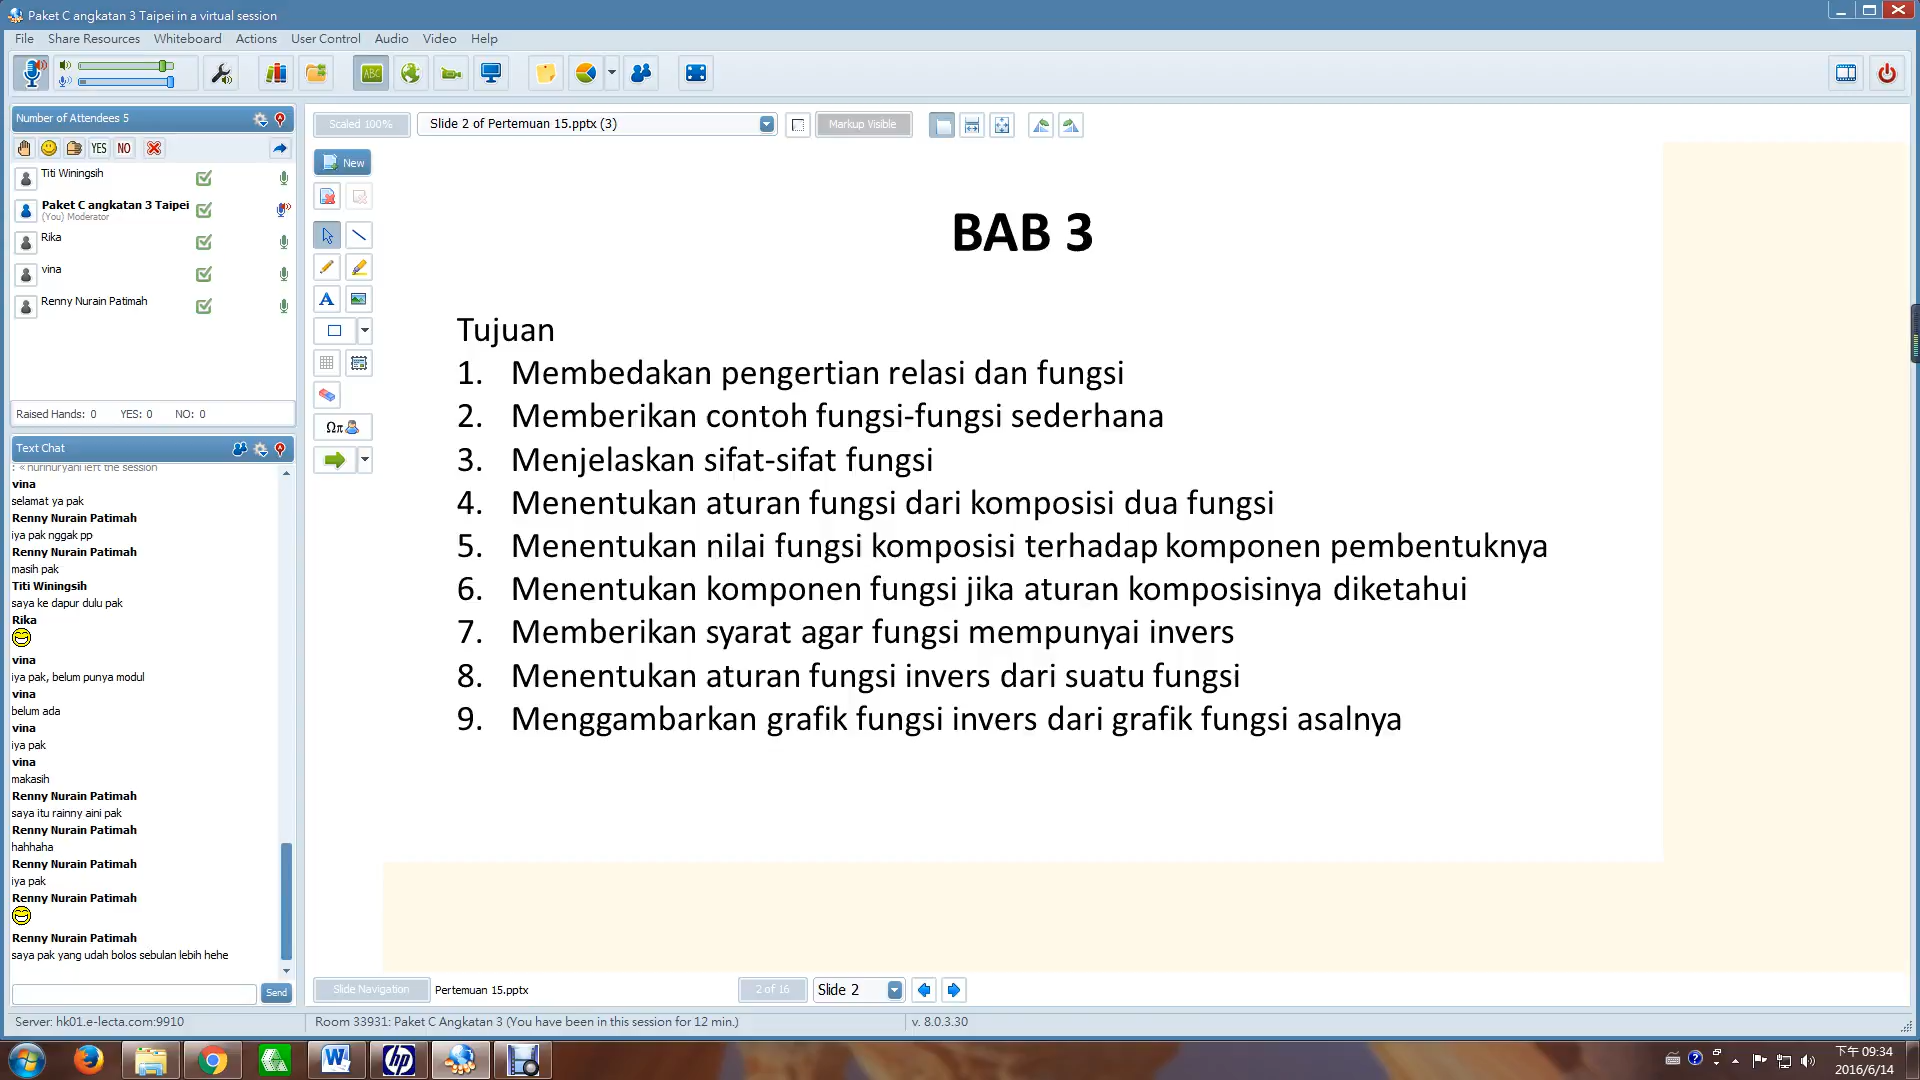 Paket C angkatan 3 Taipei in a virtual session
File Share Resources Whiteboard Actions User Control Audio Video Help
ABC
Number of Attendees 5
YES NO
Titi Winingsih
Paket C angkatan 3 Taipei
(You) Moderator
Rika
vina
Renny Nurain Patimah
Raised Hands: 0 YES: 0 NO: 0
Text Chat
: « nurinuryani left the session
vina
selamat ya pak
Renny Nurain Patimah
iya pak nggak pp
Renny Nurain Patimah
masih pak
Titi Winingsih
saya ke dapur dulu pak
Rika
vina
iya pak, belum punya modul
vina
belum ada
vina
iya pak
vina
makasih
Renny Nurain Patimah
saya itu rainny aini pak
Renny Nurain Patimah
hahhaha
Renny Nurain Patimah
iya pak
Renny Nurain Patimah
Renny Nurain Patimah
saya pak yang udah bolos sebulan lebih hehe
Send
Scaled 100% Slide 2 of Pertemuan 15.pptx (3) Markup Visible
New
A
Ωπ
BAB 3
Tujuan
1. Membedakan pengertian relasi dan fungsi
2. Memberikan contoh fungsi-fungsi sederhana
3. Menjelaskan sifat-sifat fungsi
4. Menentukan aturan fungsi dari komposisi dua fungsi
5. Menentukan nilai fungsi komposisi terhadap komponen pembentuknya
6. Menentukan komponen fungsi jika aturan komposisinya diketahui
7. Memberikan syarat agar fungsi mempunyai invers
8. Menentukan aturan fungsi invers dari suatu fungsi
9. Menggambarkan grafik fungsi invers dari grafik fungsi asalnya
Slide Navigation Pertemuan 15.pptx 2 of 16 Slide 2
Server: hk01.e-lecta.com:9910 Room 33931: Paket C Angkatan 3 (You have been in this session for 12 min.) v. 8.0.3.30
W hp
下午 09:34
2016/6/14